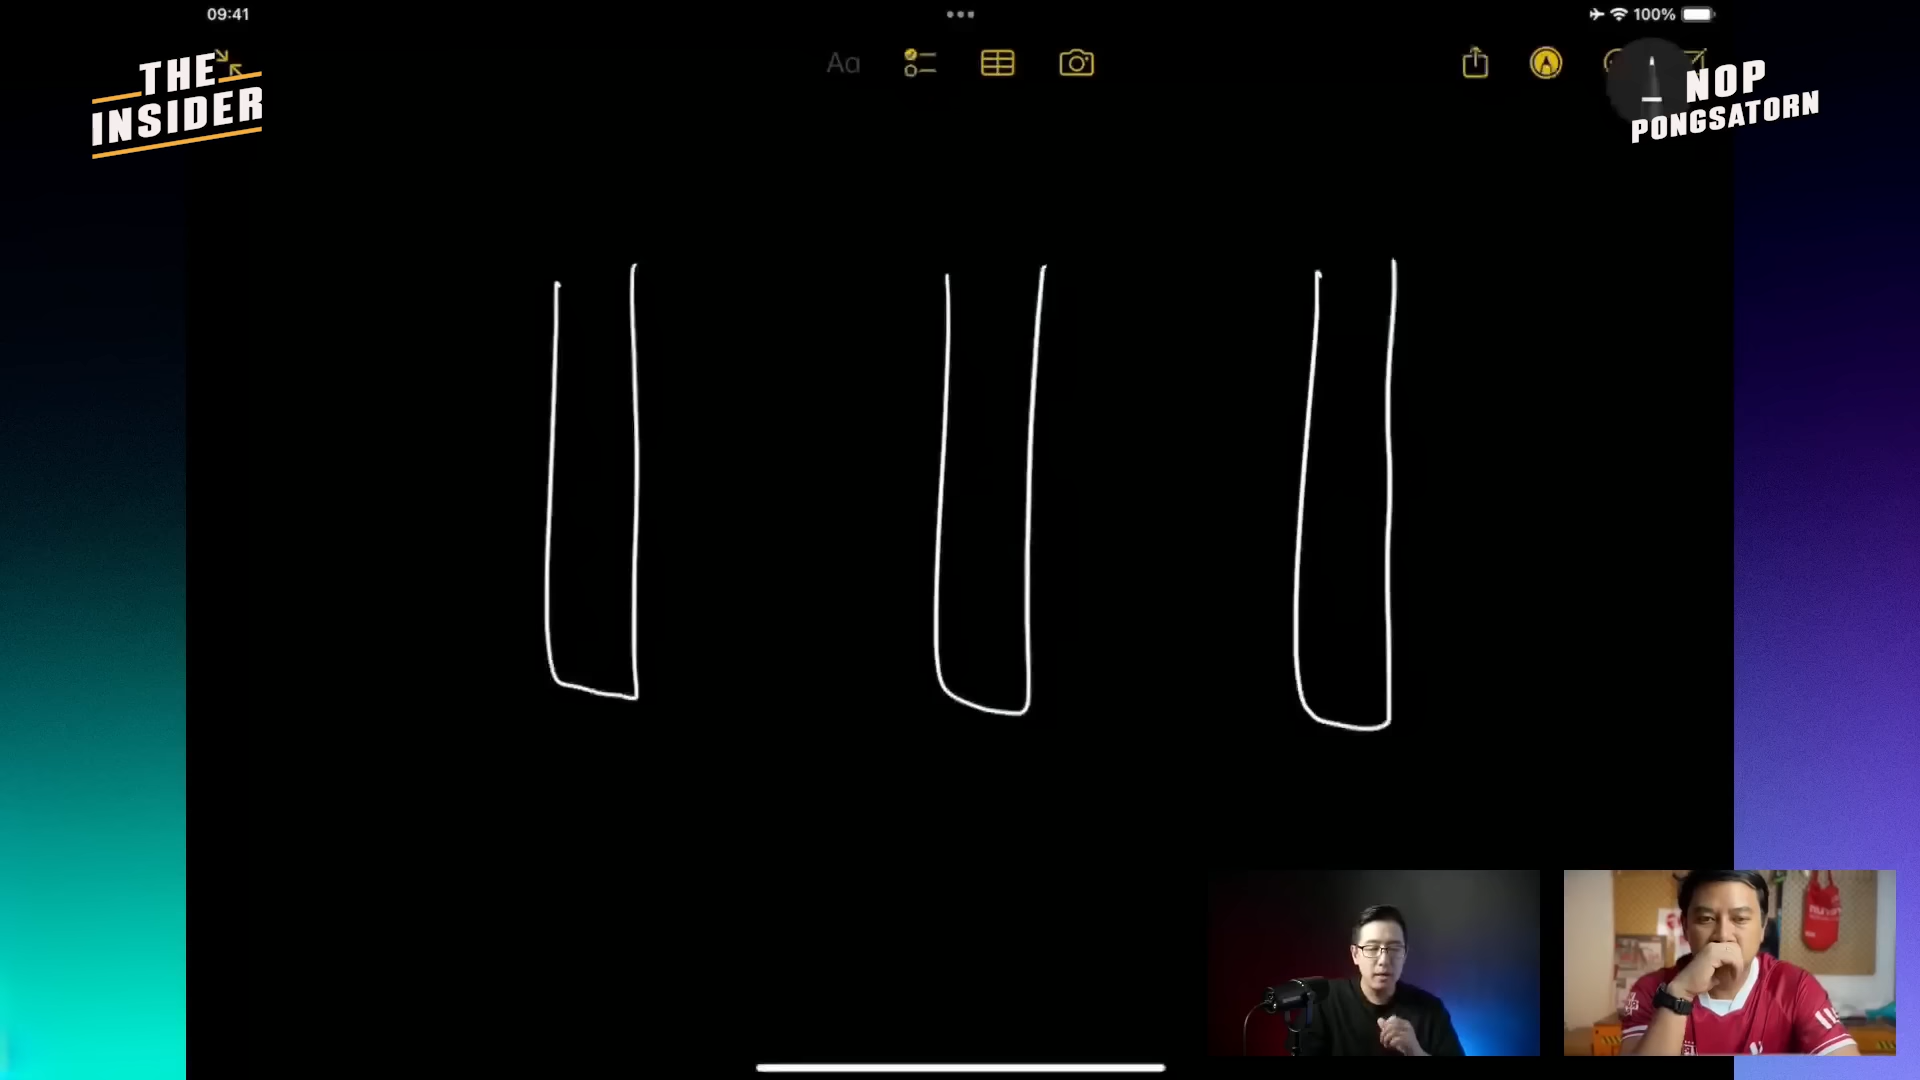 09:41
100%
THE
INSIDER
Aa
NOP
PONGSATORN